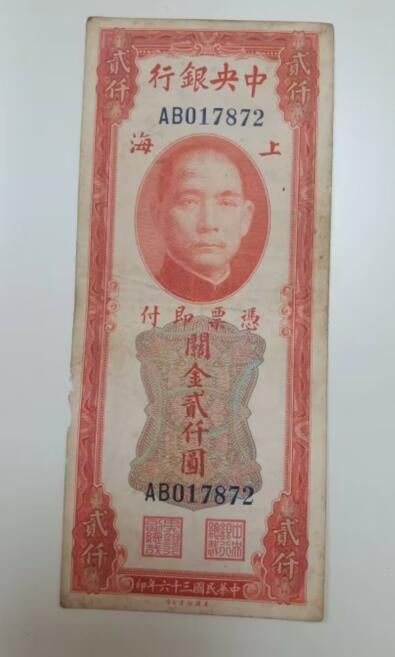 貳仟
貳仟
中央銀行
AB017872
上海
憑票即付
關金貳仟圓
AB017872
貳仟
貳仟
中華民國三十六年印